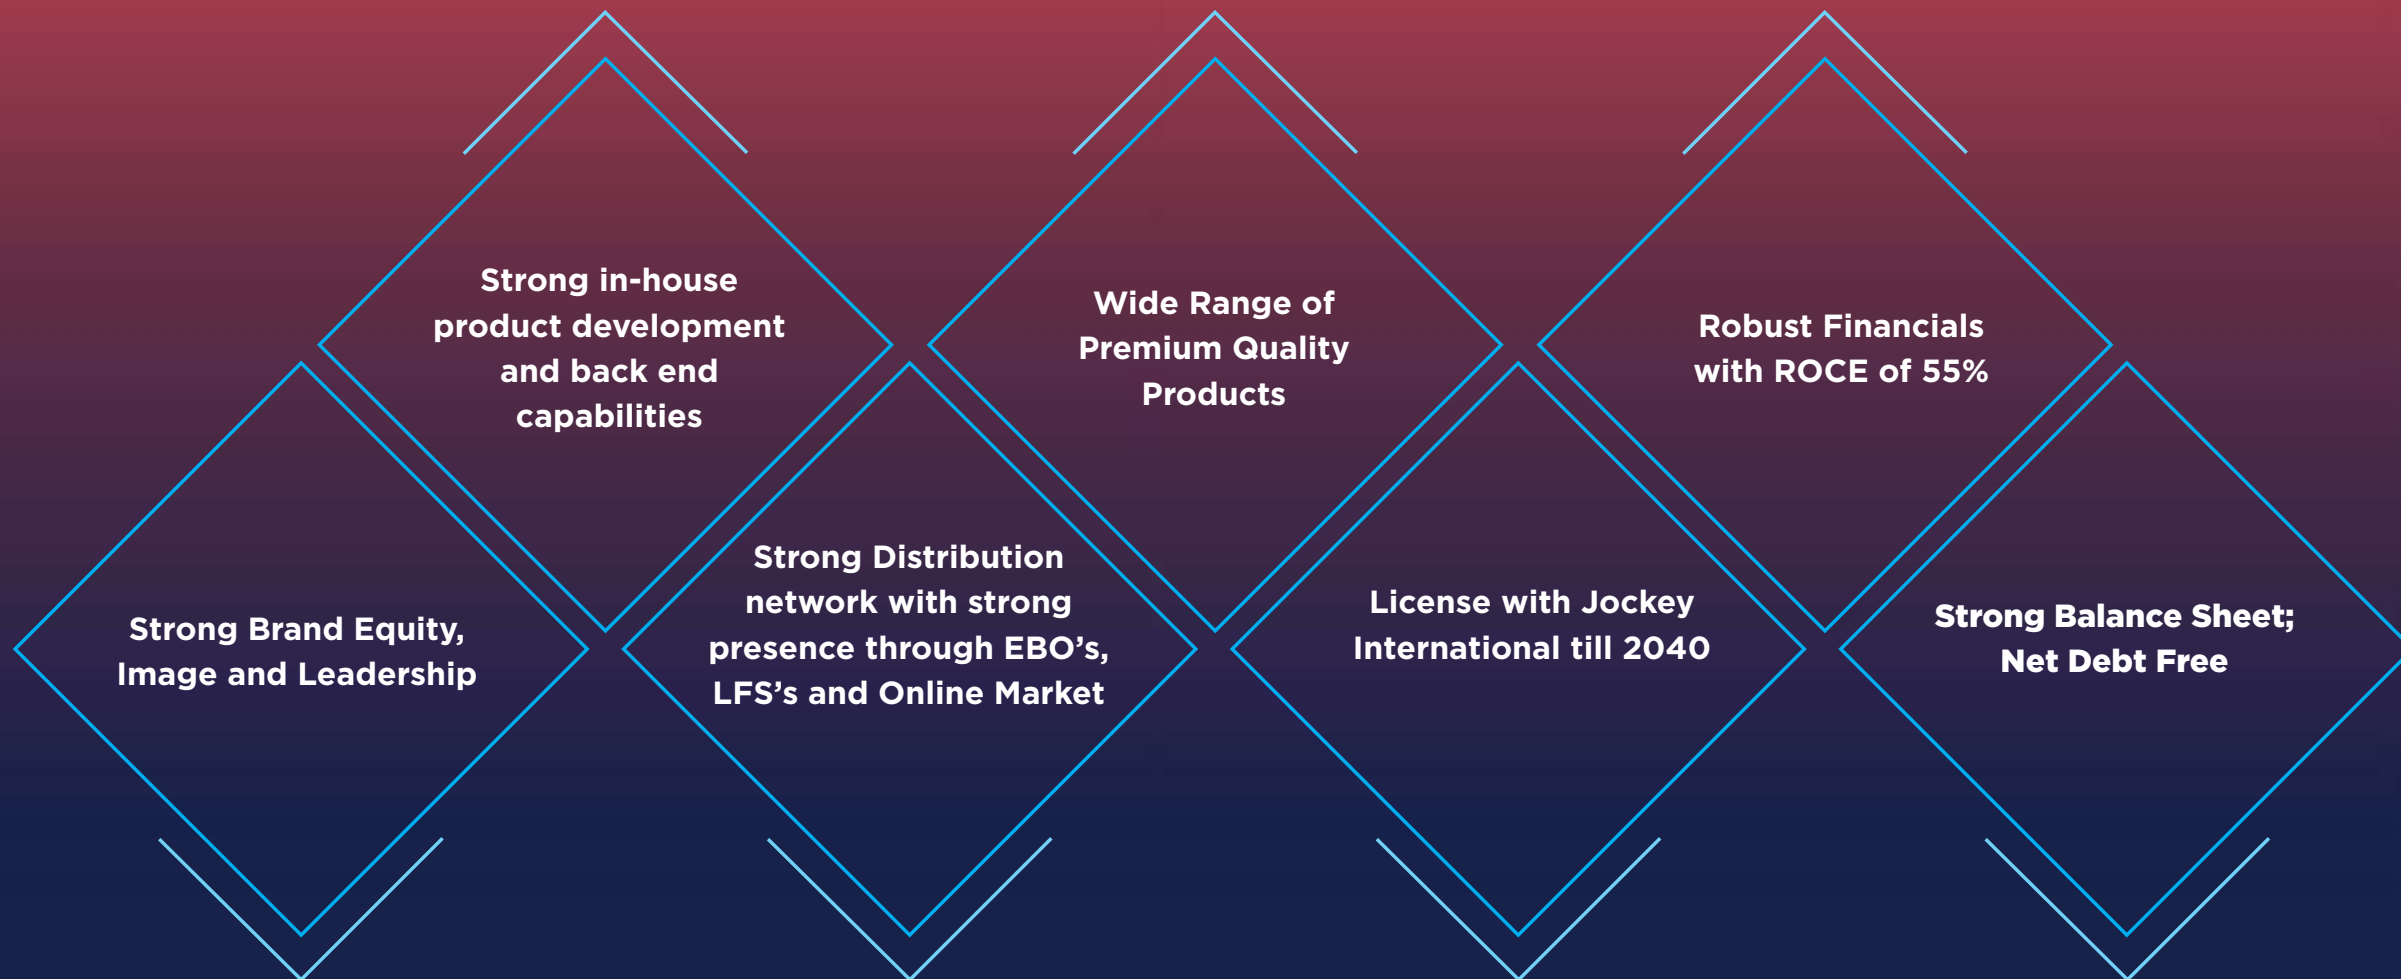 Strong in-house
product development
and back end
capabilities
Wide Range of
Premium Quality
Products
Robust Financials
with ROCE of 55%
Strong Brand Equity,
Image and Leadership
Strong Distribution
network with strong
presence through EBO’s,
LFS’s and Online Market
License with Jockey
International till 2040
Strong Balance Sheet;
Net Debt Free